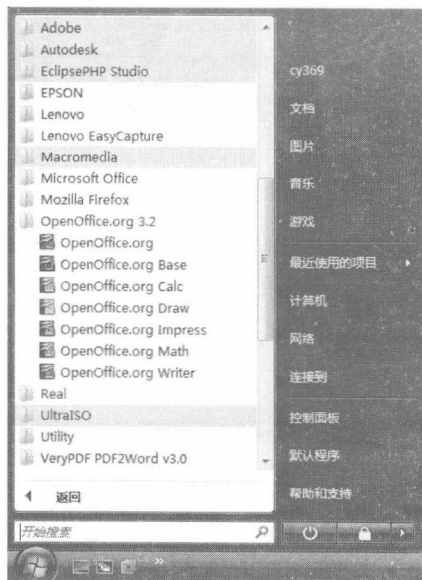 Adobe
Autodesk
EclipsePHP Studio
EPSON
Lenovo
Lenovo EasyCapture
Macromedia
Microsoft Office
Mozilla Firefox
OpenOffice.org 3.2
OpenOffice.org
OpenOffice.org Base
OpenOffice.org Calc
OpenOffice.org Draw
OpenOffice.org Impress
OpenOffice.org Math
OpenOffice.org Writer
Real
UltraISO
Utility
VeryPDF PDF2Word v3.0
返回
开始搜索
cy369
文档
图片
音乐
游戏
最近使用的项目
计算机
网络
连接到
控制面板
默认程序
帮助和支持